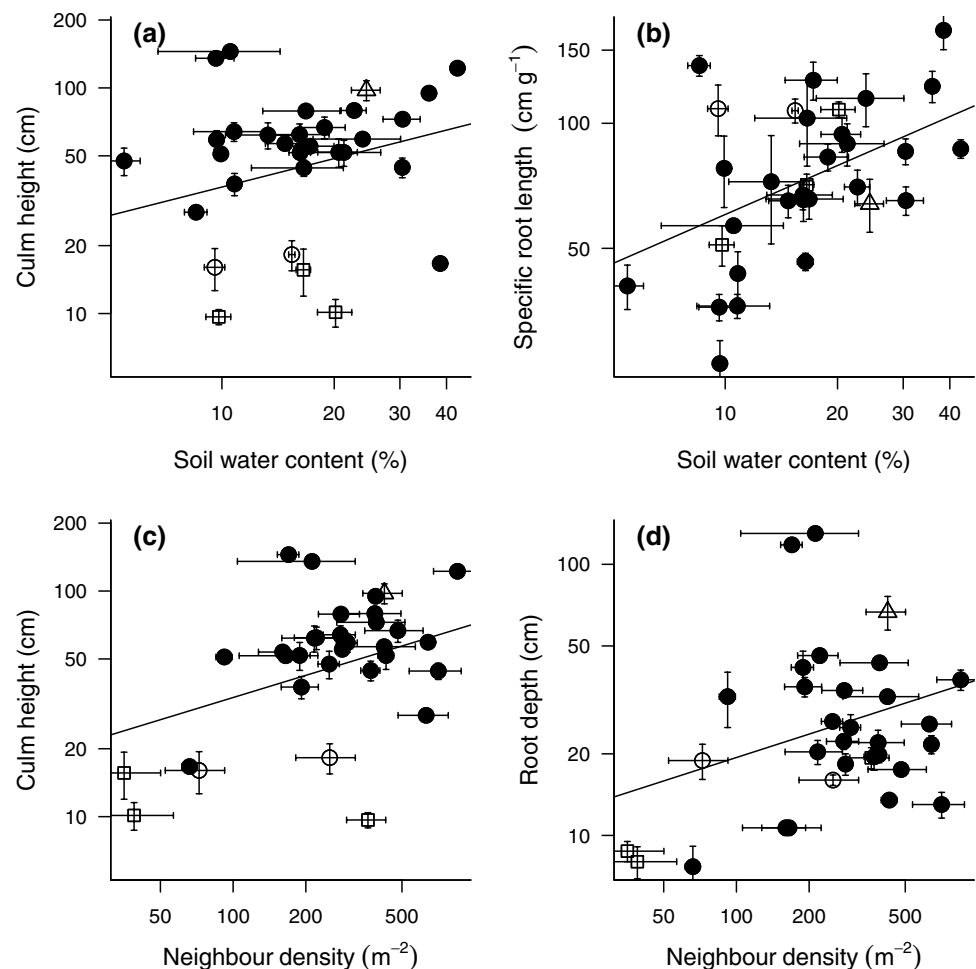 (a)
Culm height (cm)
200
100
50
20
10
10
20
30
40
Soil water content (%)
(b)
Specific root length (cm g⁻¹)
150
100
50
10
20
30
40
Soil water content (%)
(c)
Culm height (cm)
200
100
50
20
10
50
100
200
500
Neighbour density (m⁻²)
(d)
Root depth (cm)
100
50
20
10
50
100
200
500
Neighbour density (m⁻²)